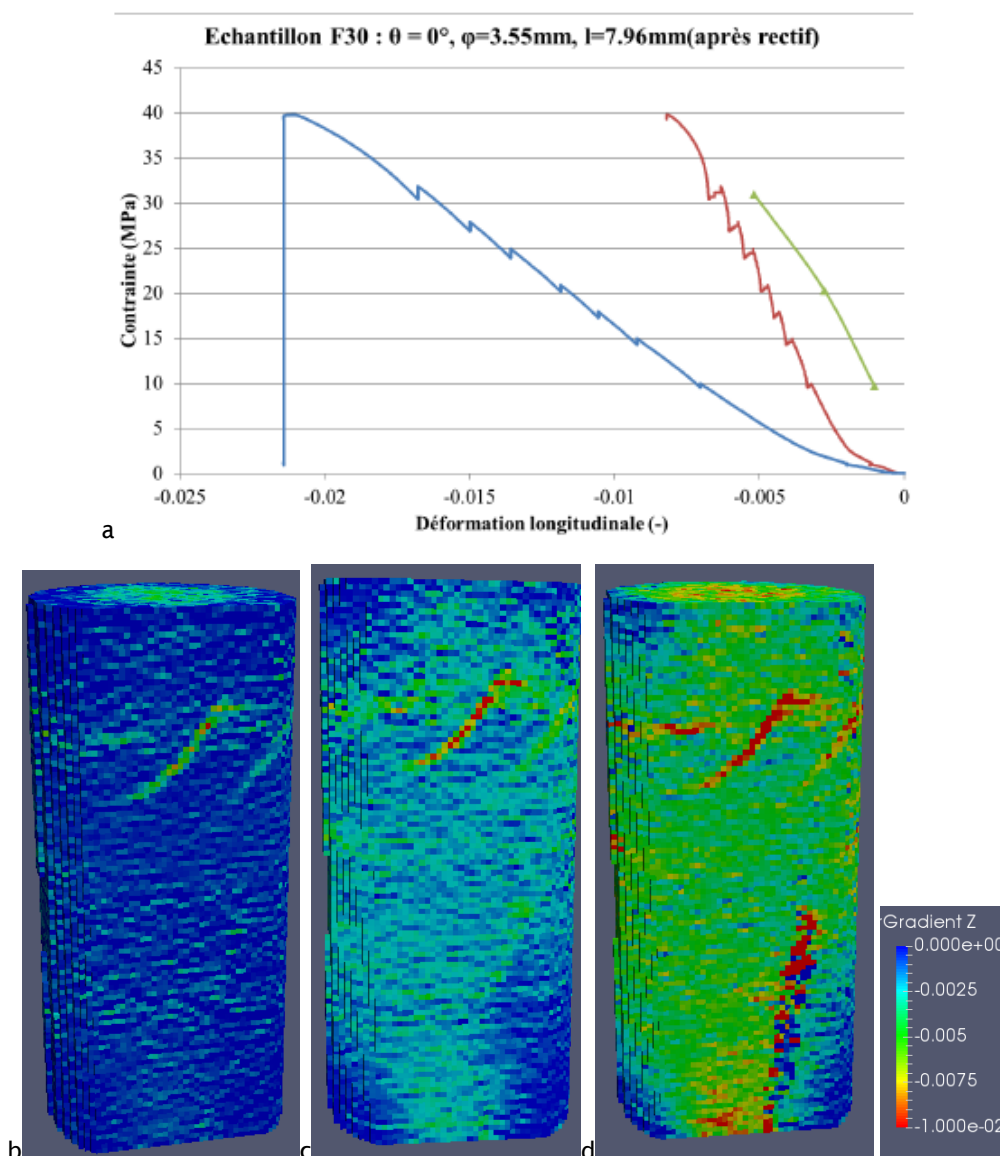 Echantillon F30 : θ = 0°, φ=3.55mm, l=7.96mm(après rectif)
45
40
35
30
25
20
15
10
5
0
Contrainte (MPa)
-0.025
-0.02
-0.015
-0.01
-0.005
0
Déformation longitudinale (-)
a
b
c
d
Gradient Z
-0.000e+00
-0.0025
-0.005
-0.0075
-1.000e-02